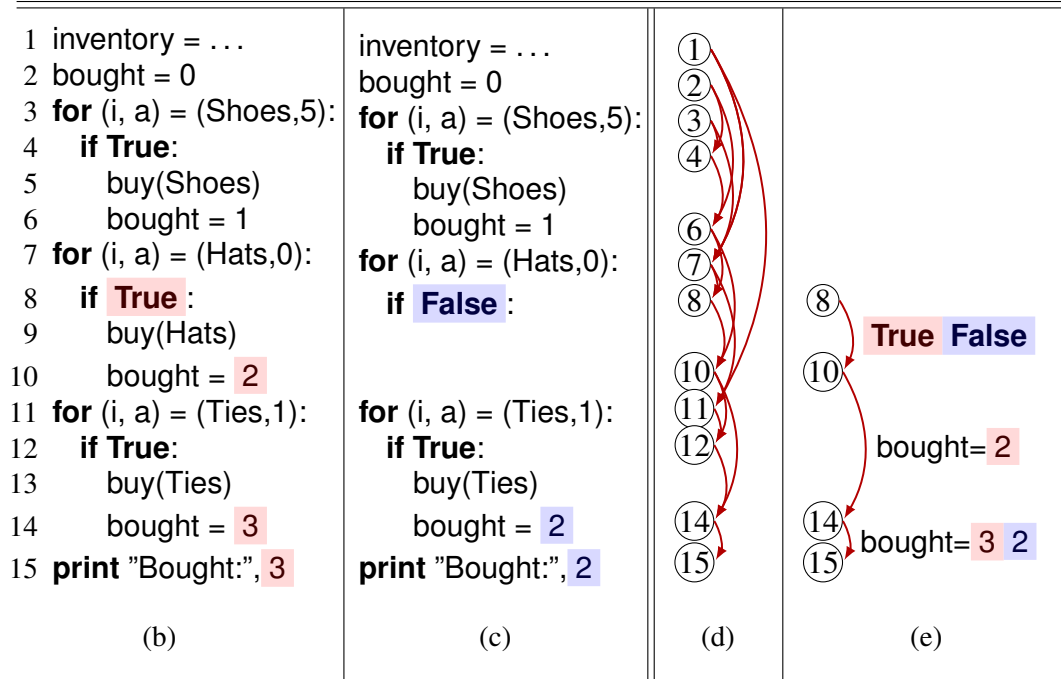 1 inventory = . . .
2 bought = 0
3 for (i, a) = (Shoes,5):
4 if True:
5 buy(Shoes)
6 bought = 1
7 for (i, a) = (Hats,0):
8 if True :
9 buy(Hats)
10 bought = 2
11 for (i, a) = (Ties,1):
12 if True:
13 buy(Ties)
14 bought = 3
15 print ”Bought:”, 3
(b)
inventory = . . .
bought = 0
for (i, a) = (Shoes,5):
if True:
buy(Shoes)
bought = 1
for (i, a) = (Hats,0):
if False :
for (i, a) = (Ties,1):
if True:
buy(Ties)
bought = 2
print ”Bought:”, 2
(c)
1
2
3
4
6
7
8
10
11
12
14
15
(d)
8
True False
10
bought= 2
14
bought= 3 2
15
(e)